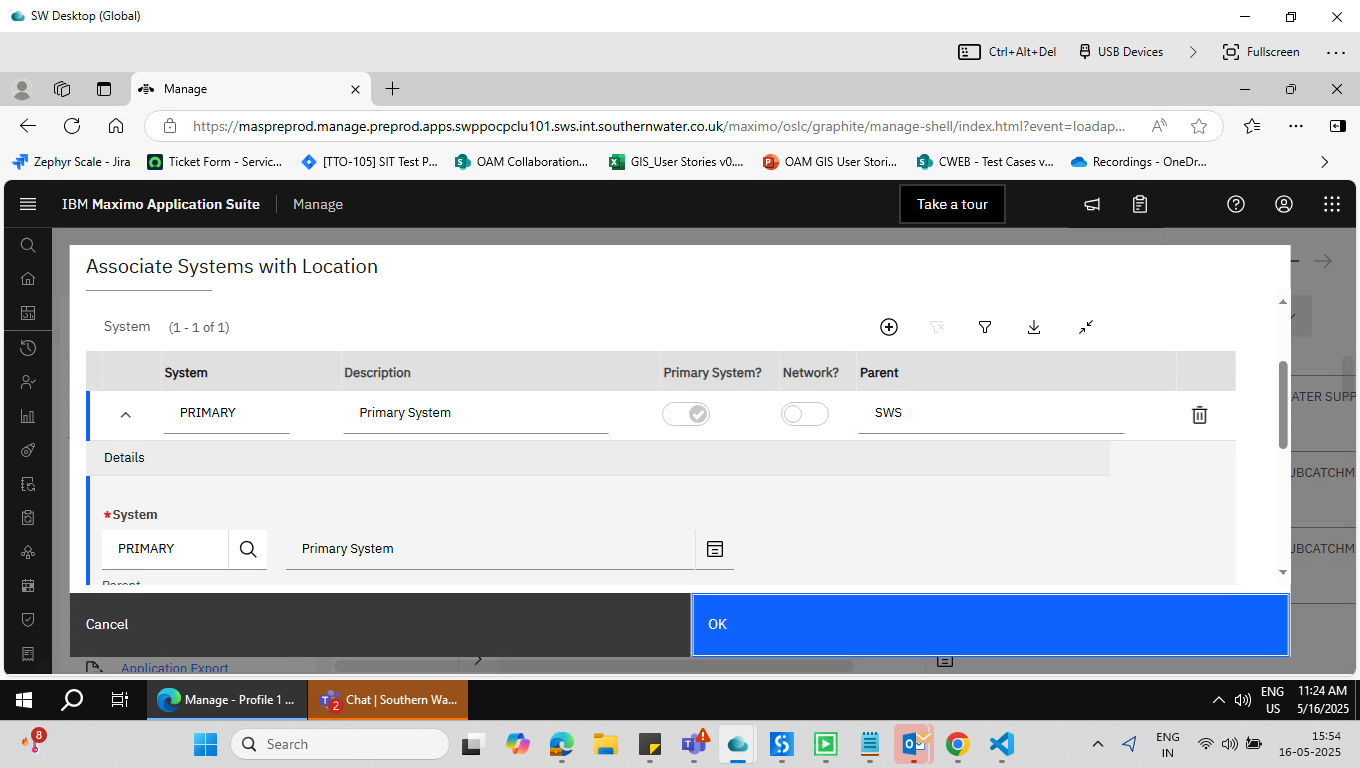 SW Desktop (Global)
Ctrl+Alt+Del
USB Devices
Fullscreen
Manage
https://maspreprod.manage.preprod.apps.swppocpclu101.sws.int.southernwater.co.uk/maximo/oslc/graphite/manage-shell/index.html?event=loadap...
Zephyr Scale - Jira
Ticket Form - Servic...
[TTO-105] SIT Test P...
OAM Collaboration...
GIS_User Stories v0....
OAM GIS User Stori...
CWEB - Test Cases v...
Recordings - OneDr...
IBM Maximo Application Suite
Manage
Take a tour
Associate Systems with Location
System (1 - 1 of 1)
System Description Primary System? Network? Parent
PRIMARY Primary System SWS
ATER SUPP
Details
UBCATCHM
*System
PRIMARY Primary System
UBCATCHM
Parent
Cancel
OK
Application Export
Manage - Profile 1 ...
2
Chat | Southern Wa...
ENG
US
11:24 AM
5/16/2025
8
Search
ENG
IN
15:54
16-05-2025